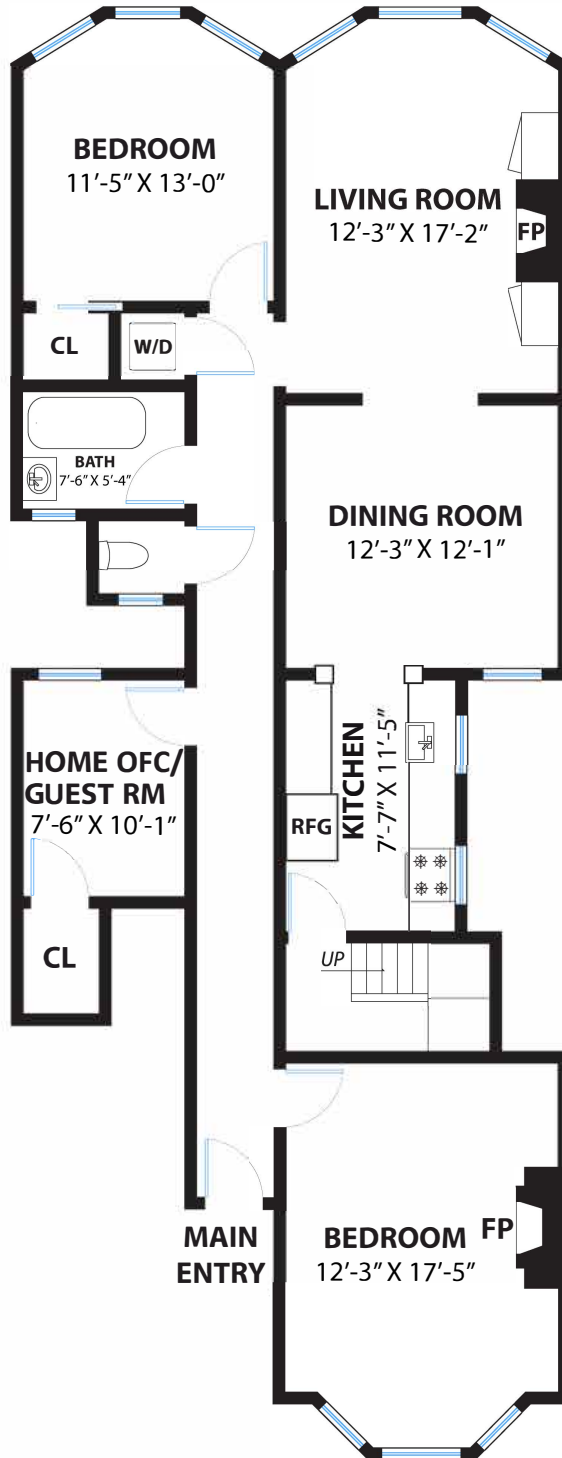 BEDROOM
11’-5” X 13’-0”
LIVING ROOM
12’-3” X 17’-2”
FP
CL
W/D
BATH
7’-6” X 5’-4”
DINING ROOM
12’-3” X 12’-1”
HOME OFC/
GUEST RM
7’-6” X 10’-1”
KITCHEN
7’-7” X 11’-5”
RFG
CL
UP
MAIN
ENTRY
BEDROOM
12’-3” X 17’-5”
FP